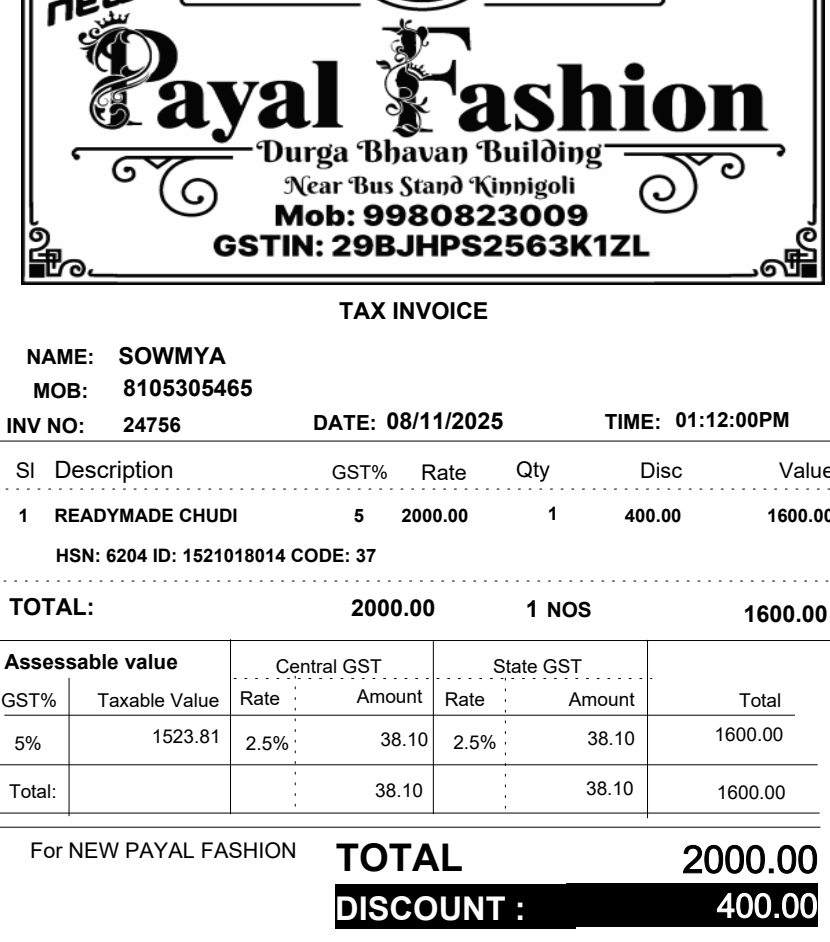 new
Payal Fashion
Durga Bhavan Building
Near Bus Stand Kinnigoli
Mob: 9980823009
GSTIN: 29BJHPS2563K1ZL
TAX INVOICE
NAME: SOWMYA
MOB: 8105305465
INV NO: 24756 DATE: 08/11/2025 TIME: 01:12:00PM
Sl Description GST% Rate Qty Disc Value
1 READYMADE CHUDI 5 2000.00 1 400.00 1600.00
HSN: 6204 ID: 1521018014 CODE: 37
TOTAL: 2000.00 1 NOS 1600.00
Assessable value Central GST State GST
GST% Taxable Value Rate Amount Rate Amount Total
5% 1523.81 2.5% 38.10 2.5% 38.10 1600.00
Total: 38.10 38.10 1600.00
For NEW PAYAL FASHION TOTAL 2000.00
DISCOUNT : 400.00